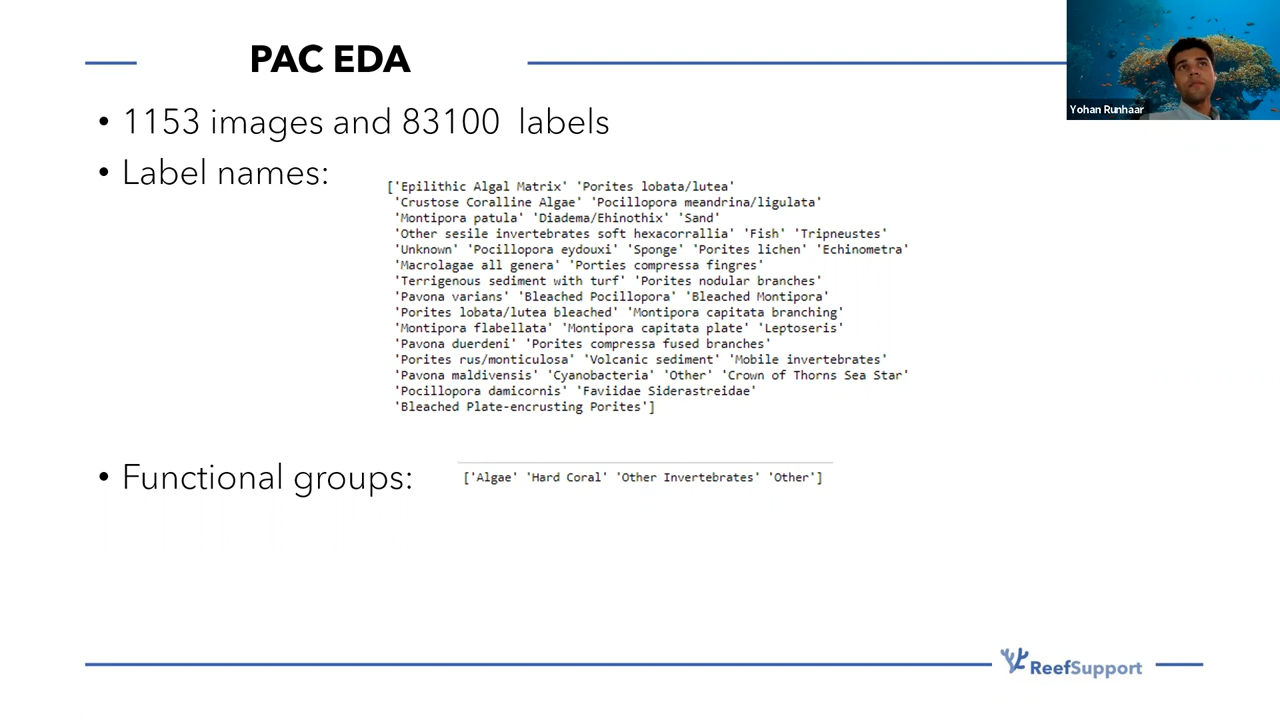 PAC EDA
Yohan Runhaar
• 1153 images and 83100 labels
• Label names:
['Epilithic Algal Matrix' 'Porites lobata/lutea'
'Crustose Coralline Algae' 'Pocillopora meandrina/ligulata'
'Montipora patula' 'Diadema/Ehinothix' 'Sand'
'Other sesile invertebrates soft hexacorrallia' 'Fish' 'Tripneustes'
'Unknown' 'Pocillopora eydouxi' 'Sponge' 'Porites lichen' 'Echinometra'
'Macrolagae all genera' 'Porties compressa fingres'
'Terrigenous sediment with turf' 'Porites nodular branches'
'Pavona varians' 'Bleached Pocillopora' 'Bleached Montipora'
'Porites lobata/lutea bleached' 'Montipora capitata branching'
'Montipora flabellata' 'Montipora capitata plate' 'Leptoseris'
'Pavona duerdeni' 'Porites compressa fused branches'
'Porites rus/monticulosa' 'Volcanic sediment' 'Mobile invertebrates'
'Pavona maldivensis' 'Cyanobacteria' 'Other' 'Crown of Thorns Sea Star'
'Pocillopora damicornis' 'Faviidae Siderastreidae'
'Bleached Plate-encrusting Porites']
• Functional groups:
['Algae' 'Hard Coral' 'Other Invertebrates' 'Other']
ReefSupport